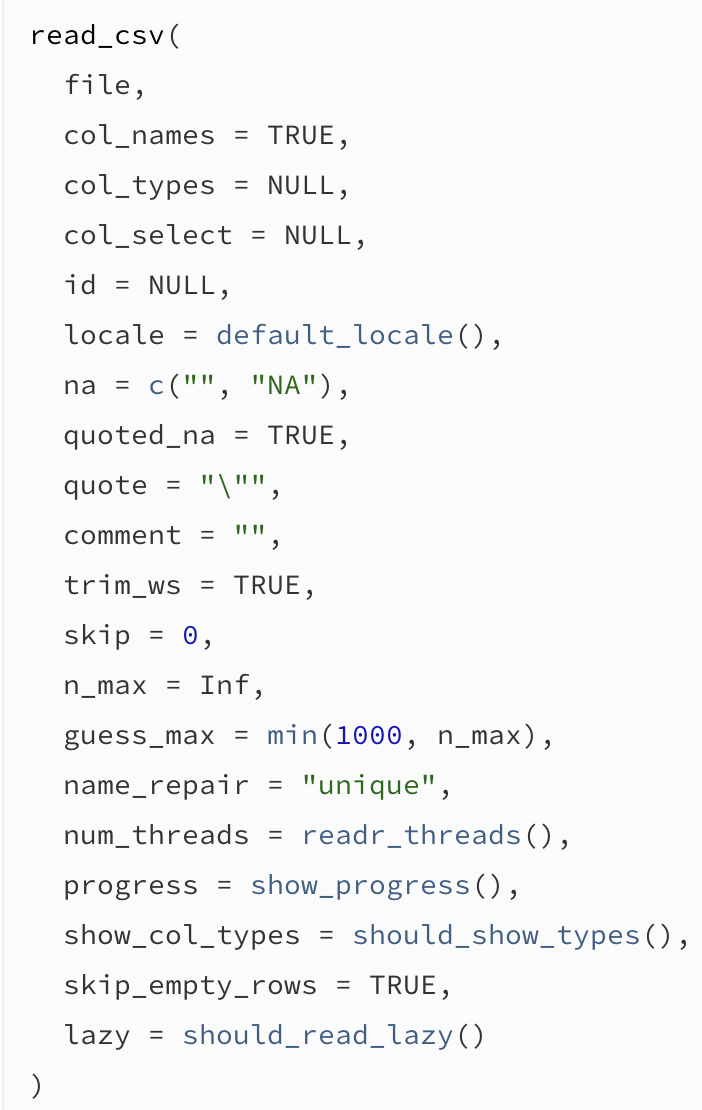 read_csv(
  file,
  col_names = TRUE,
  col_types = NULL,
  col_select = NULL,
  id = NULL,
  locale = default_locale(),
  na = c("", "NA"),
  quoted_na = TRUE,
  quote = "\"",
  comment = "",
  trim_ws = TRUE,
  skip = 0,
  n_max = Inf,
  guess_max = min(1000, n_max),
  name_repair = "unique",
  num_threads = readr_threads(),
  progress = show_progress(),
  show_col_types = should_show_types(),
  skip_empty_rows = TRUE,
  lazy = should_read_lazy()
)